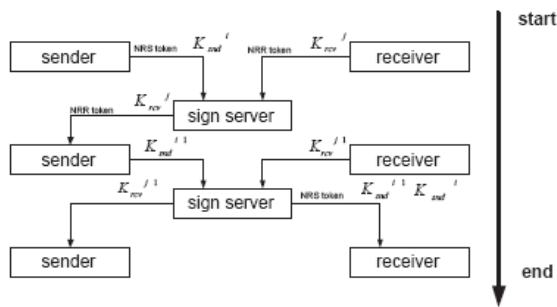 start
NRS token K_snd^i NRR token K_rcv^j
sender receiver
NRR token K_rcv^j sign server
sender K_snd^i 1 K_rcv^j 1 receiver
K_rcv^j 1 sign server NRS token K_snd^i 1 K_snd^i
sender receiver
end